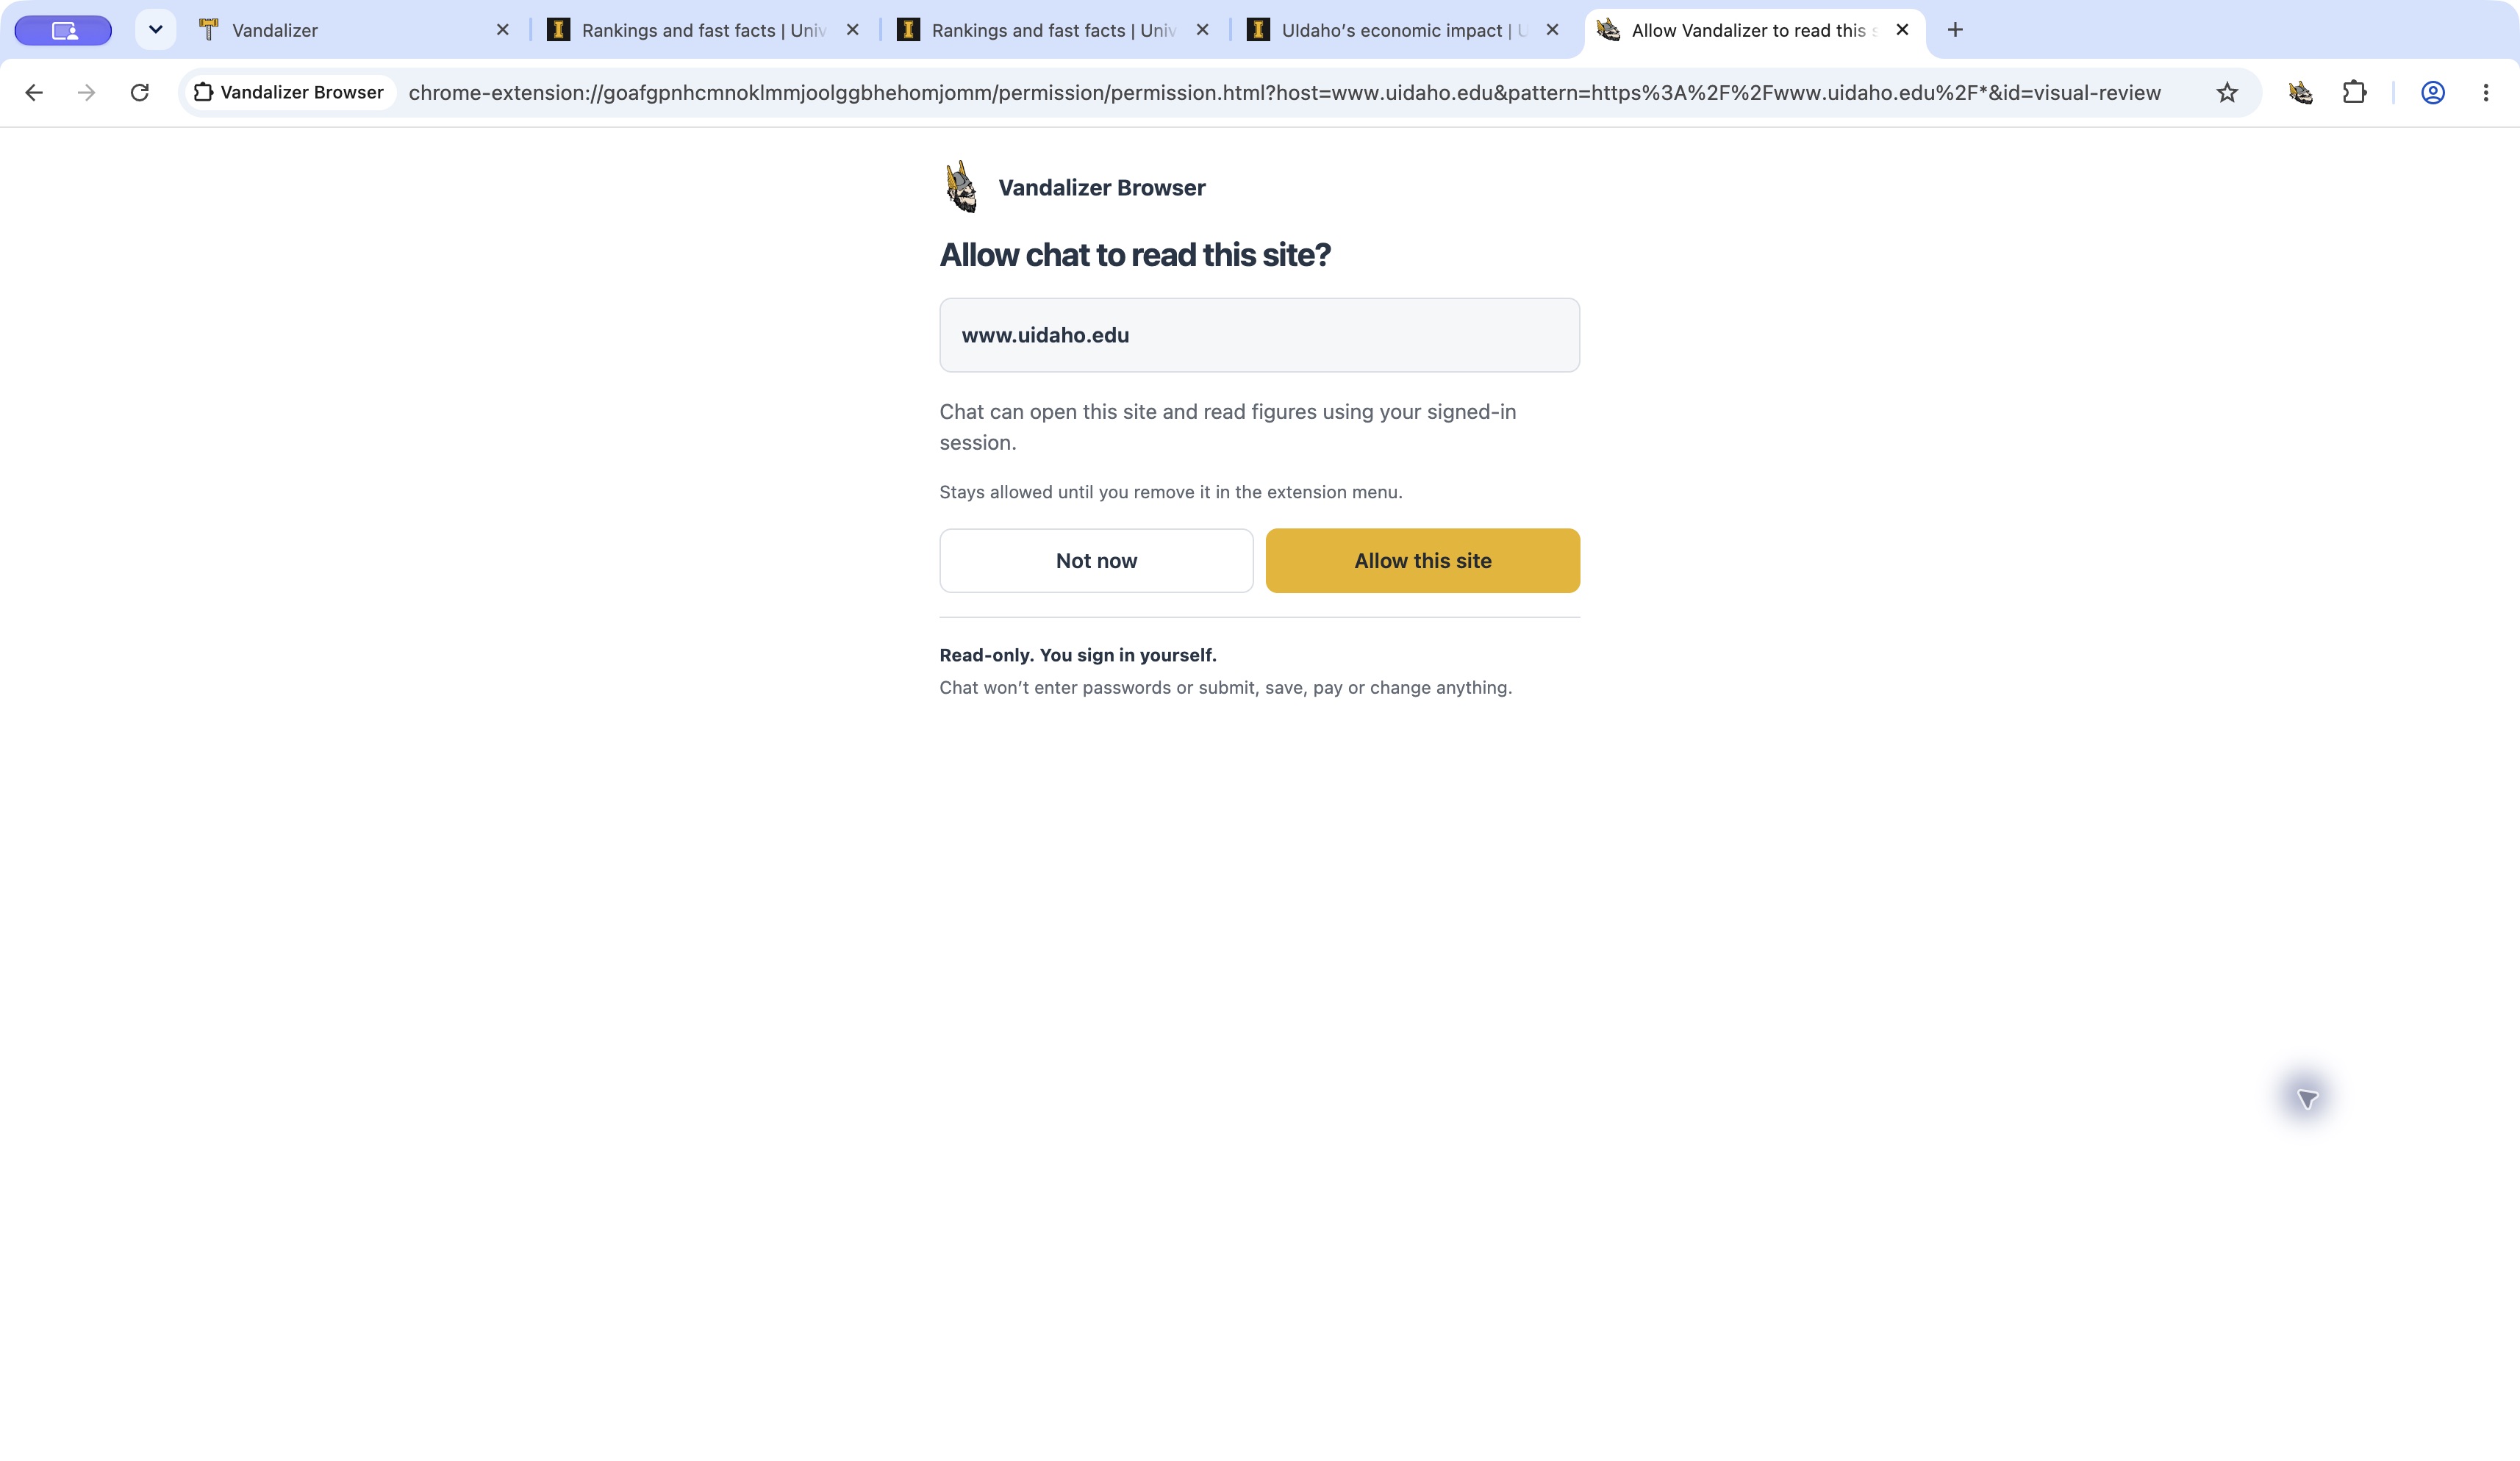 Vandalizer
Rankings and fast facts | Univ
Rankings and fast facts | Univ
UIdaho's economic impact | U
Allow Vandalizer to read this s
Vandalizer Browser
chrome-extension://goafgpnhcmnoklmmjoolggbhehomjomm/permission/permission.html?host=www.uidaho.edu&pattern=https%3A%2F%2Fwww.uidaho.edu%2F*&id=visual-review
Vandalizer Browser
Allow chat to read this site?
www.uidaho.edu
Chat can open this site and read figures using your signed-in
session.
Stays allowed until you remove it in the extension menu.
Not now
Allow this site
Read-only. You sign in yourself.
Chat won't enter passwords or submit, save, pay or change anything.